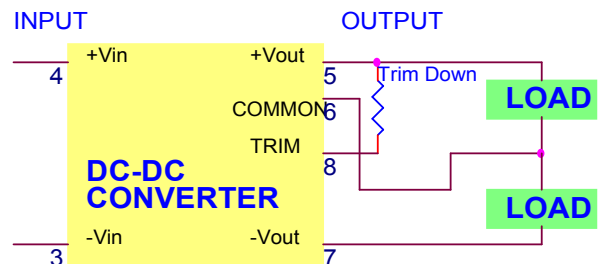 INPUT
OUTPUT
+Vin
+Vout
4
5
Trim Down
LOAD
COMMON
6
TRIM
8
DC-DC
CONVERTER
LOAD
-Vin
-Vout
3
7